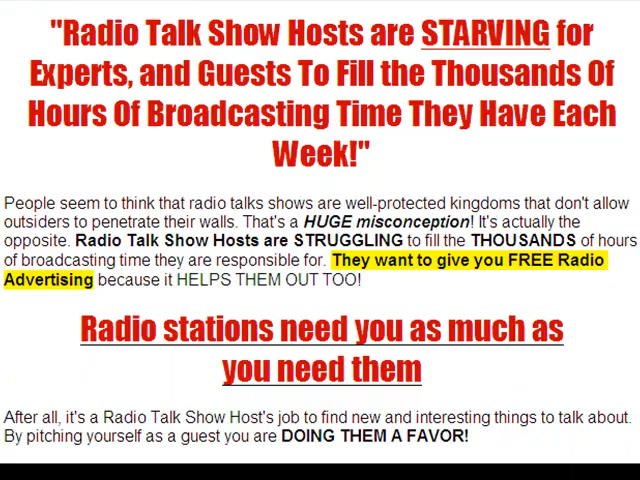 "Radio Talk Show Hosts are STARVING for
Experts, and Guests To Fill the Thousands Of
Hours Of Broadcasting Time They Have Each
Week!"
People seem to think that radio talks shows are well-protected kingdoms that don't allow
outsiders to penetrate their walls. That's a HUGE misconception! It's actually the
opposite. Radio Talk Show Hosts are STRUGGLING to fill the THOUSANDS of hours
of broadcasting time they are responsible for. They want to give you FREE Radio
Advertising because it HELPS THEM OUT TOO!
Radio stations need you as much as
you need them
After all, it's a Radio Talk Show Host's job to find new and interesting things to talk about.
By pitching yourself as a guest you are DOING THEM A FAVOR!